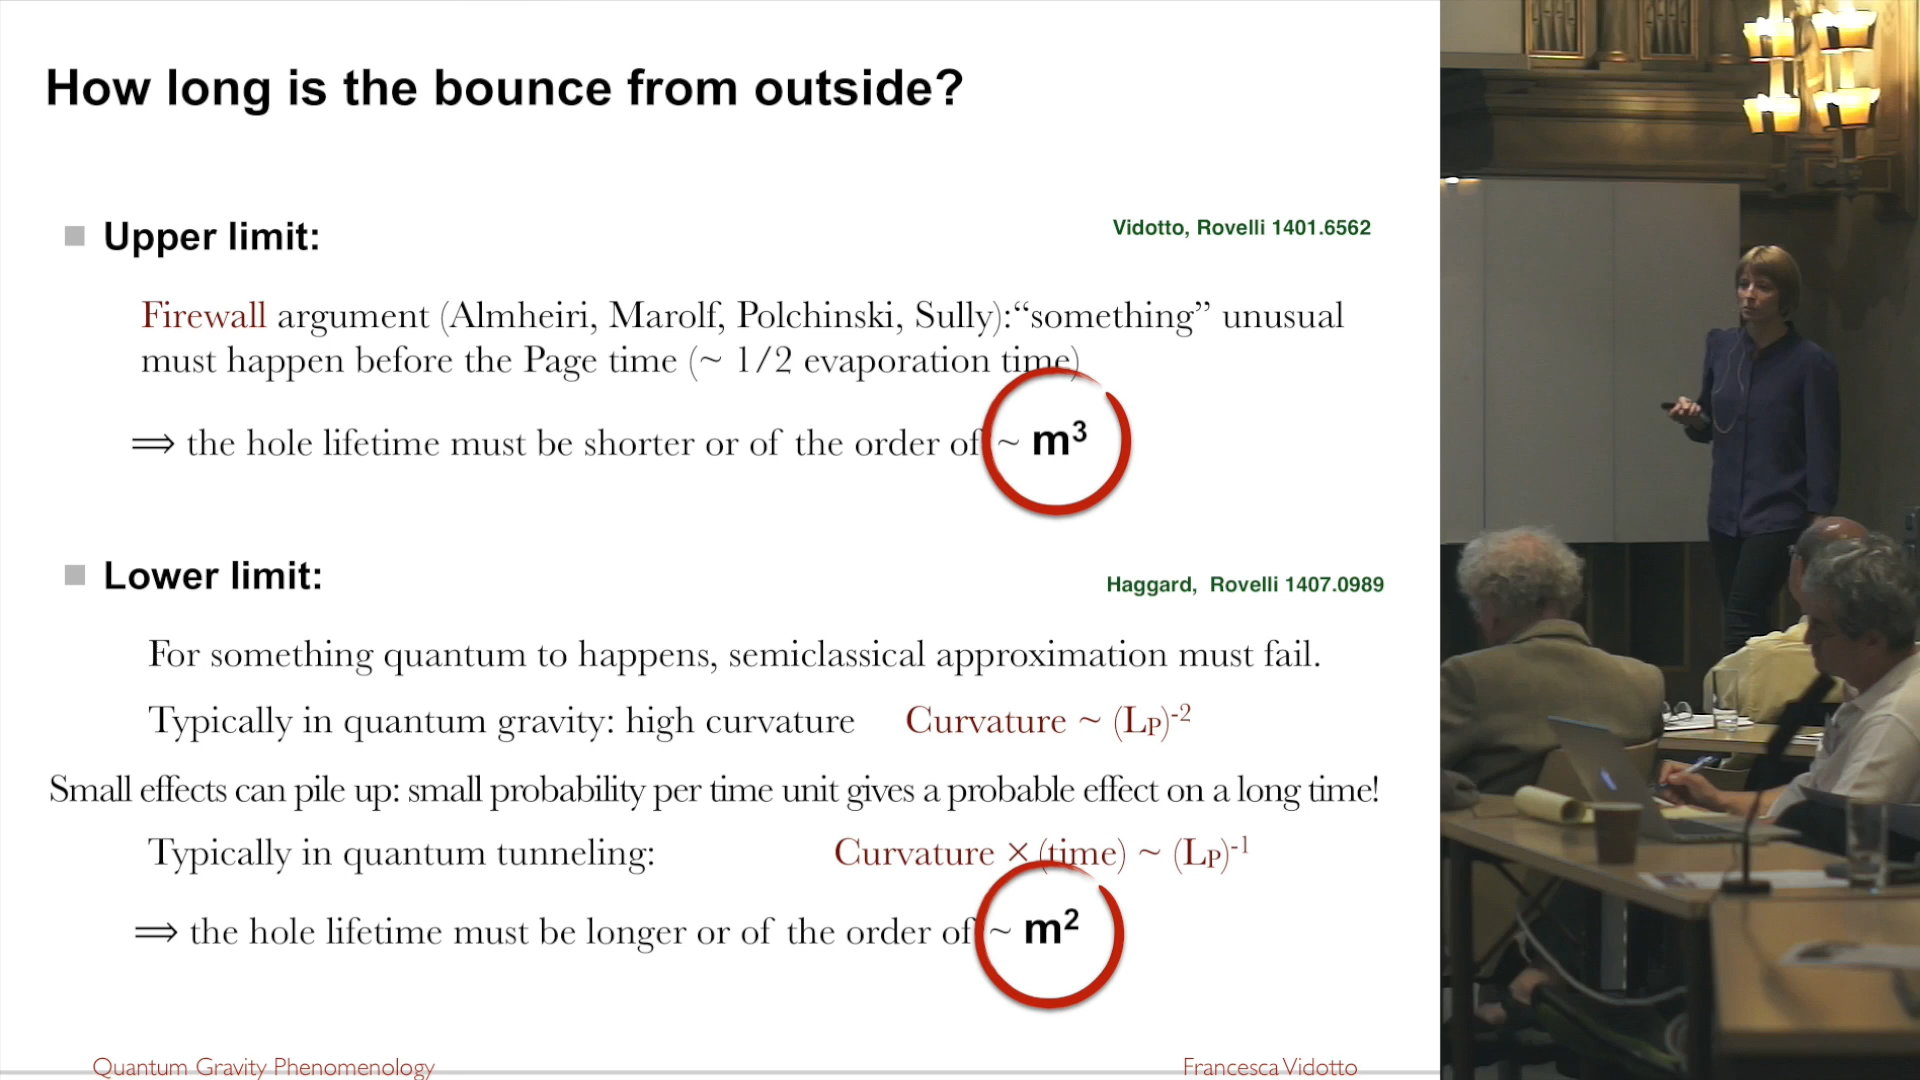 How long is the bounce from outside?
Upper limit:
Vidotto, Rovelli 1401.6562
Firewall argument (Almheiri, Marolf, Polchinski, Sully):“something” unusual
must happen before the Page time (~ 1/2 evaporation time)
⟹ the hole lifetime must be shorter or of the order of ~ m³
Lower limit:
Haggard, Rovelli 1407.0989
For something quantum to happens, semiclassical approximation must fail.
Typically in quantum gravity: high curvature Curvature ~ (LP)⁻²
Small effects can pile up: small probability per time unit gives a probable effect on a long time!
Typically in quantum tunneling: Curvature × (time) ~ (LP)⁻¹
⟹ the hole lifetime must be longer or of the order of ~ m²
Quantum Gravity Phenomenology
Francesca Vidotto